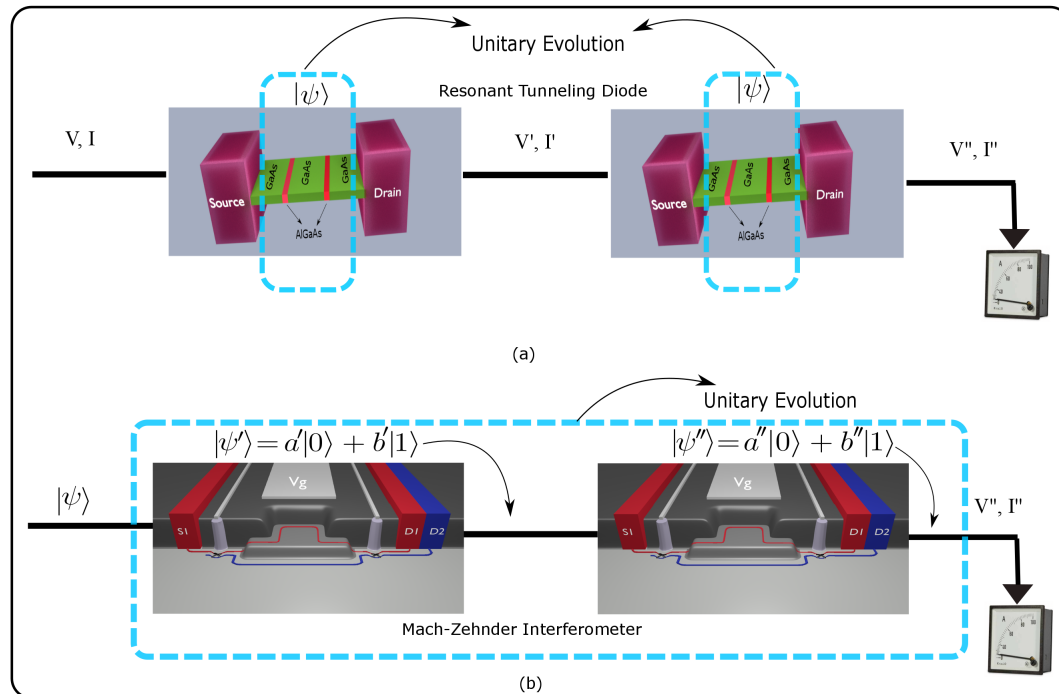 Unitary Evolution
|ψ⟩
Resonant Tunneling Diode
|ψ⟩
V, I
V', I'
V", I"
Source
GaAs
GaAs
GaAs
Drain
AlGaAs
Source
GaAs
GaAs
GaAs
Drain
AlGaAs
A
(a)
Unitary Evolution
|ψ'⟩=a'|0⟩ + b'|1⟩
|ψ''⟩=a''|0⟩ + b''|1⟩
|ψ⟩
Vg
S1
D1
D2
Vg
S1
D1
D2
V", I"
A
Mach-Zehnder Interferometer
(b)